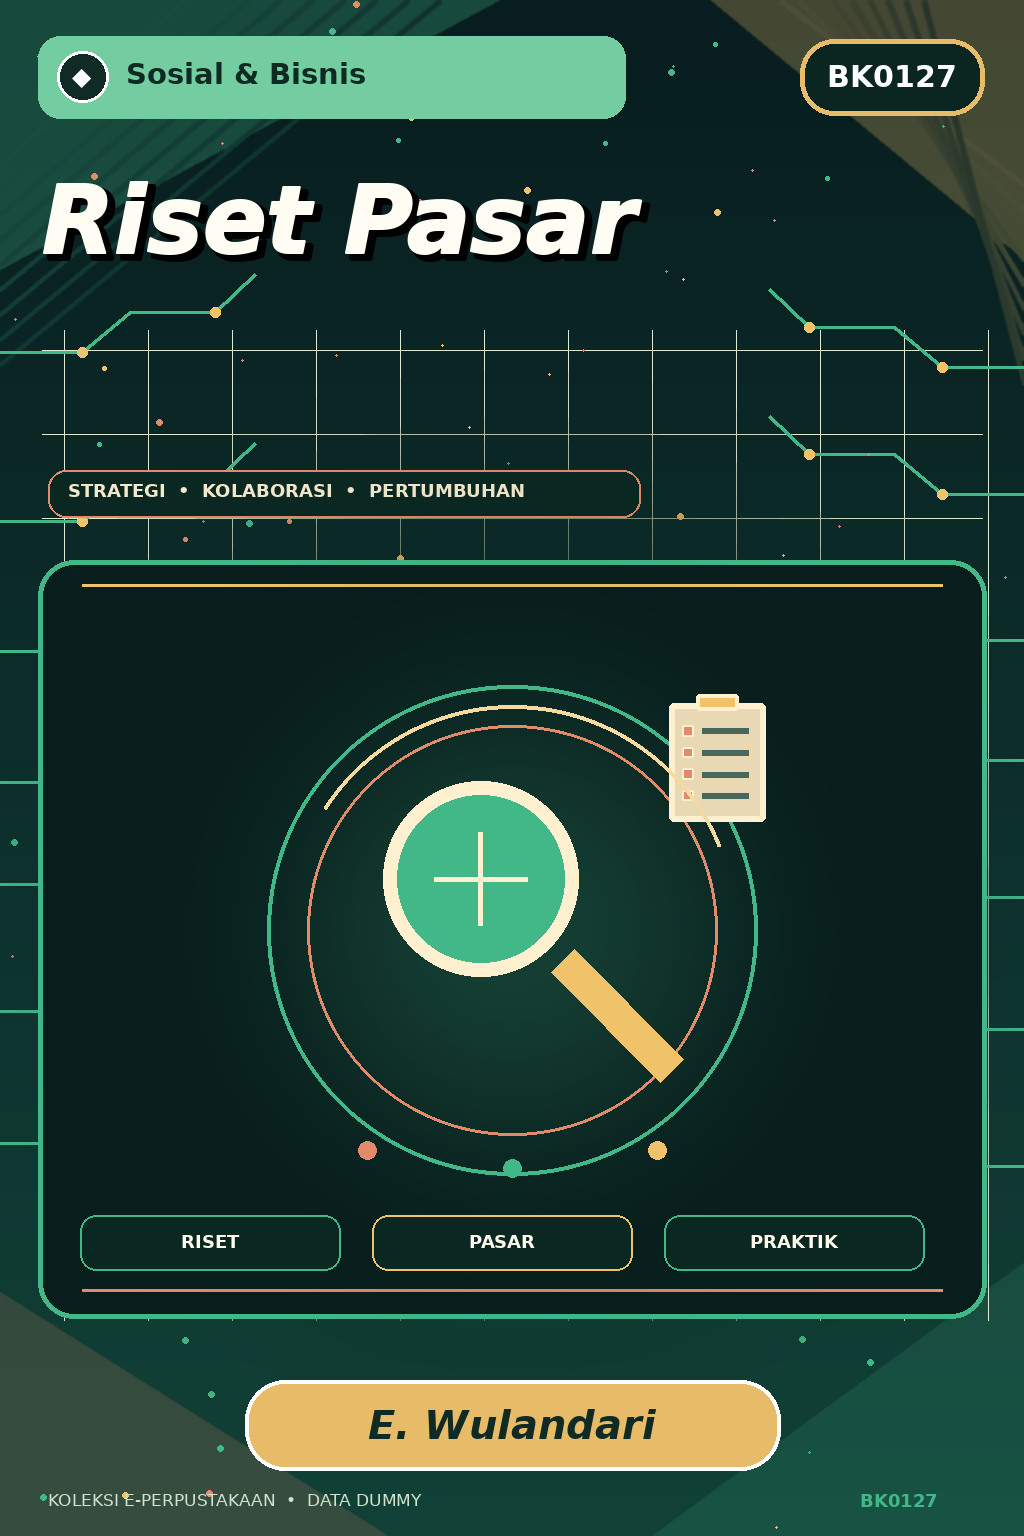 Sosial & Bisnis
BK0127
Riset Pasar
STRATEGI • KOLABORASI • PERTUMBUHAN
RISET
PASAR
PRAKTIK
E. Wulandari
KOLEKSI E-PERPUSTAKAAN • DATA DUMMY
BK0127